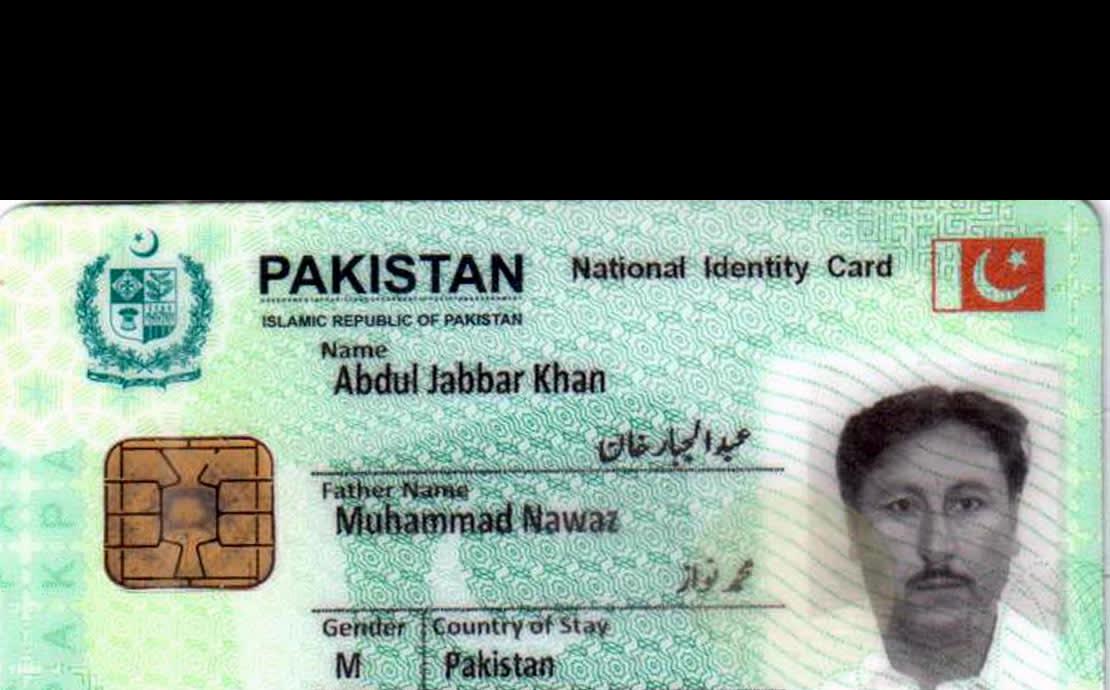 PAKISTAN National Identity Card
ISLAMIC REPUBLIC OF PAKISTAN
Name
Abdul Jabbar Khan
عبدالجبار خان
Father Name
Muhammad Nawaz
محمد نواز
Gender Country of Stay
M Pakistan